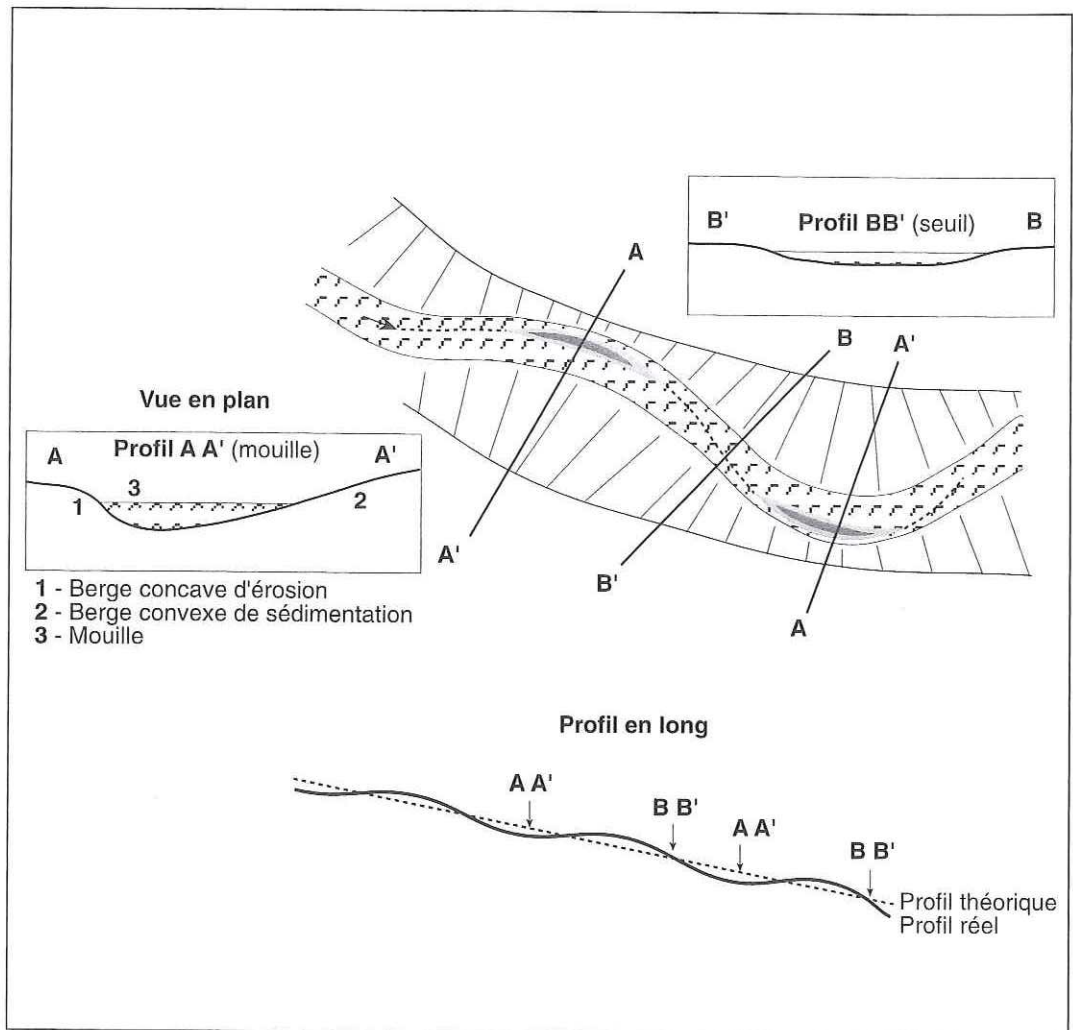 B'
Profil BB' (seuil)
B
A
B
A'
Vue en plan
A
Profil A A' (mouille)
A'
3
1
2
A'
B'
A
1 - Berge concave d'érosion
2 - Berge convexe de sédimentation
3 - Mouille
Profil en long
A A'
B B'
A A'
B B'
Profil théorique
Profil réel